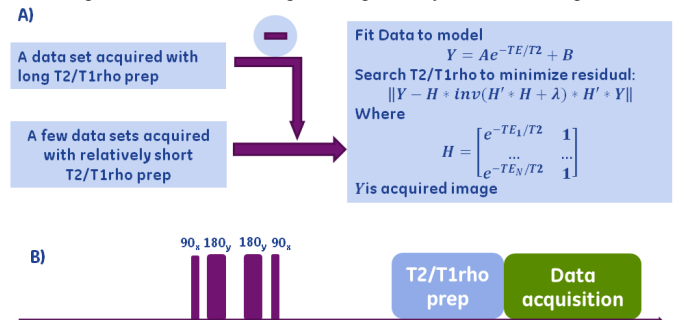 A)
A data set acquired with
long T2/T1rho prep
A few data sets acquired
with relatively short
T2/T1rho prep
Fit Data to model
Y = Ae^{-TE/T2} + B
Search T2/T1rho to minimize residual:
‖Y − H * inv(H′ * H + λ) * H′ * Y‖
Where
H = [e^{-TE_1/T2} 1
... ...
e^{-TE_N/T2} 1]
Y is acquired image
B)
90x 180y 180y 90x
T2/T1rho
prep
Data
acquisition